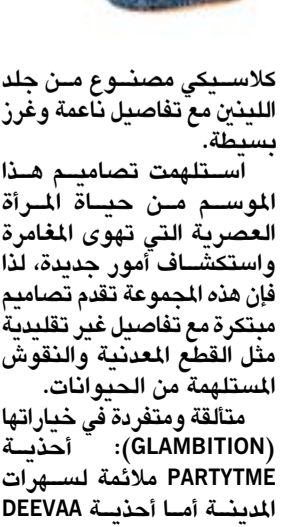 كلاسيكي مصنوع من جلد
اللينين مع تفاصيل ناعمة وغرز
بسيطة.
استلهمت تصاميم هذا
الموسم من حياة المرأة
العصرية التي تهوى المغامرة
واستكشاف أمور جديدة، لذا
فإن هذه المجموعة تقدم تصاميم
مبتكرة مع تفاصيل غير تقليدية
مثل القطع المعدنية والنقوش
المستلهمة من الحيوانات.
متألقة ومتفردة في خياراتها
(GLAMBITION): أحذية
PARTYTME ملائمة لسهرات
المدينة أما أحذية DEEVAA